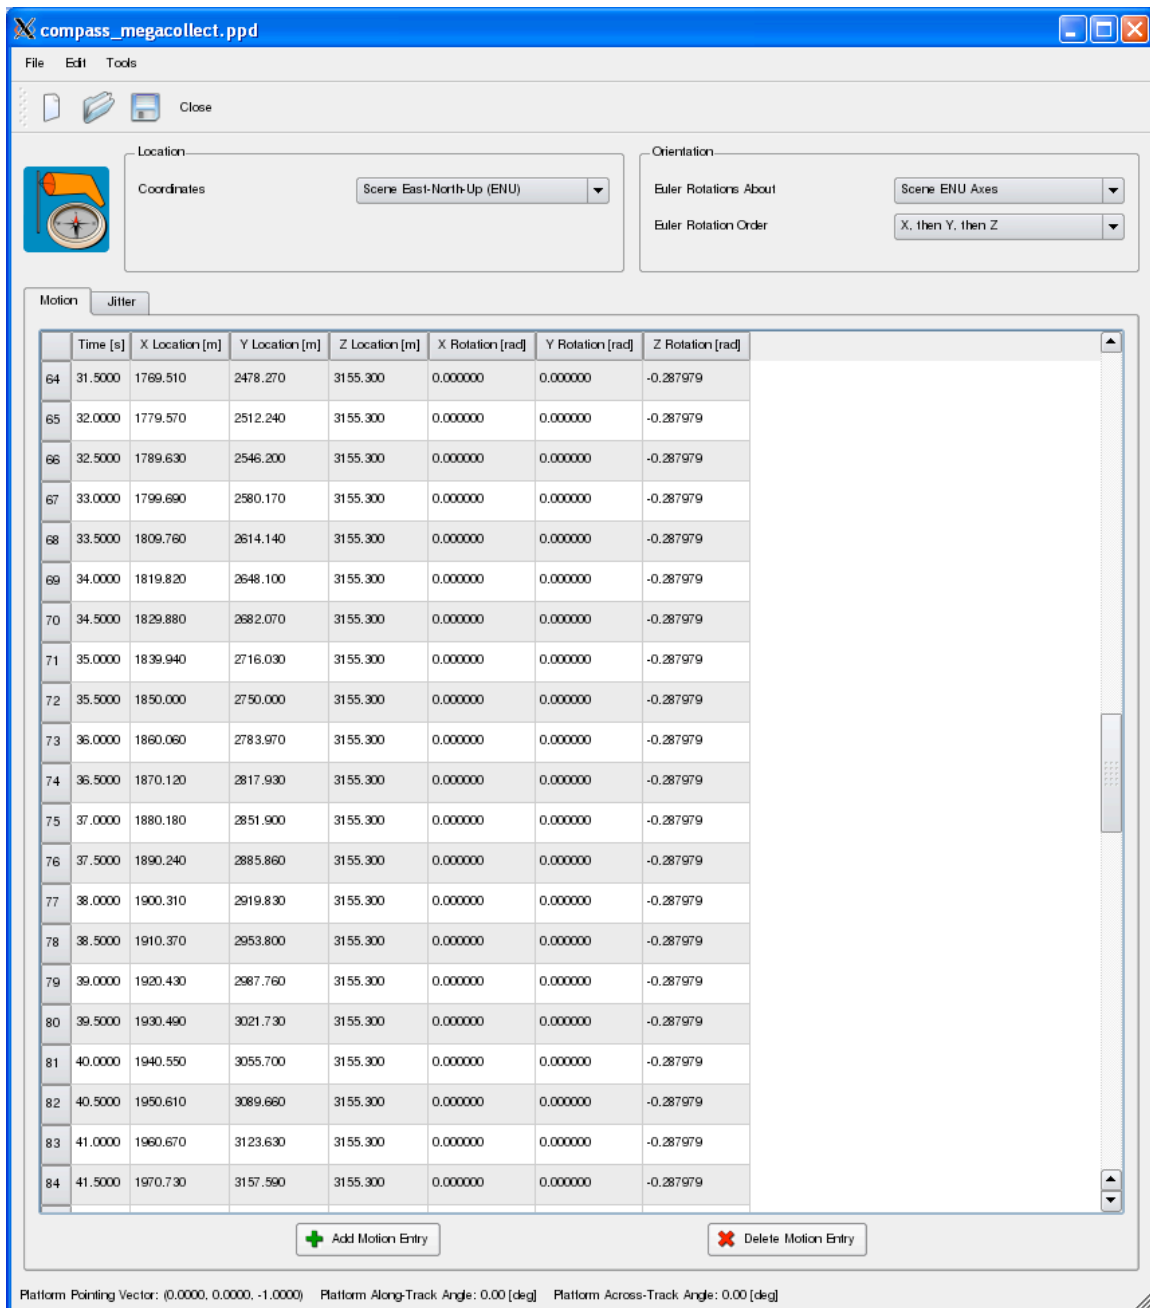 compass_megacollect.ppd
File Edit Tools
Close
Location
Coordinates Scene East-North-Up (ENU)
Orientation
Euler Rotations About Scene ENU Axes
Euler Rotation Order X, then Y, then Z
Motion Jitter
Time [s] X Location [m] Y Location [m] Z Location [m] X Rotation [rad] Y Rotation [rad] Z Rotation [rad]
64 31.5000 1769.510 2478.270 3155.300 0.000000 0.000000 -0.287979
65 32.0000 1779.570 2512.240 3155.300 0.000000 0.000000 -0.287979
66 32.5000 1789.630 2546.200 3155.300 0.000000 0.000000 -0.287979
67 33.0000 1799.690 2580.170 3155.300 0.000000 0.000000 -0.287979
68 33.5000 1809.760 2614.140 3155.300 0.000000 0.000000 -0.287979
69 34.0000 1819.820 2648.100 3155.300 0.000000 0.000000 -0.287979
70 34.5000 1829.880 2682.070 3155.300 0.000000 0.000000 -0.287979
71 35.0000 1839.940 2716.030 3155.300 0.000000 0.000000 -0.287979
72 35.5000 1850.000 2750.000 3155.300 0.000000 0.000000 -0.287979
73 36.0000 1860.060 2783.970 3155.300 0.000000 0.000000 -0.287979
74 36.5000 1870.120 2817.930 3155.300 0.000000 0.000000 -0.287979
75 37.0000 1880.180 2851.900 3155.300 0.000000 0.000000 -0.287979
76 37.5000 1890.240 2885.860 3155.300 0.000000 0.000000 -0.287979
77 38.0000 1900.310 2919.830 3155.300 0.000000 0.000000 -0.287979
78 38.5000 1910.370 2953.800 3155.300 0.000000 0.000000 -0.287979
79 39.0000 1920.430 2987.760 3155.300 0.000000 0.000000 -0.287979
80 39.5000 1930.490 3021.730 3155.300 0.000000 0.000000 -0.287979
81 40.0000 1940.550 3055.700 3155.300 0.000000 0.000000 -0.287979
82 40.5000 1950.610 3089.660 3155.300 0.000000 0.000000 -0.287979
83 41.0000 1960.670 3123.630 3155.300 0.000000 0.000000 -0.287979
84 41.5000 1970.730 3157.590 3155.300 0.000000 0.000000 -0.287979
Add Motion Entry Delete Motion Entry
Platform Pointing Vector: (0.0000, 0.0000, -1.0000) Platform Along-Track Angle: 0.00 [deg] Platform Across-Track Angle: 0.00 [deg]